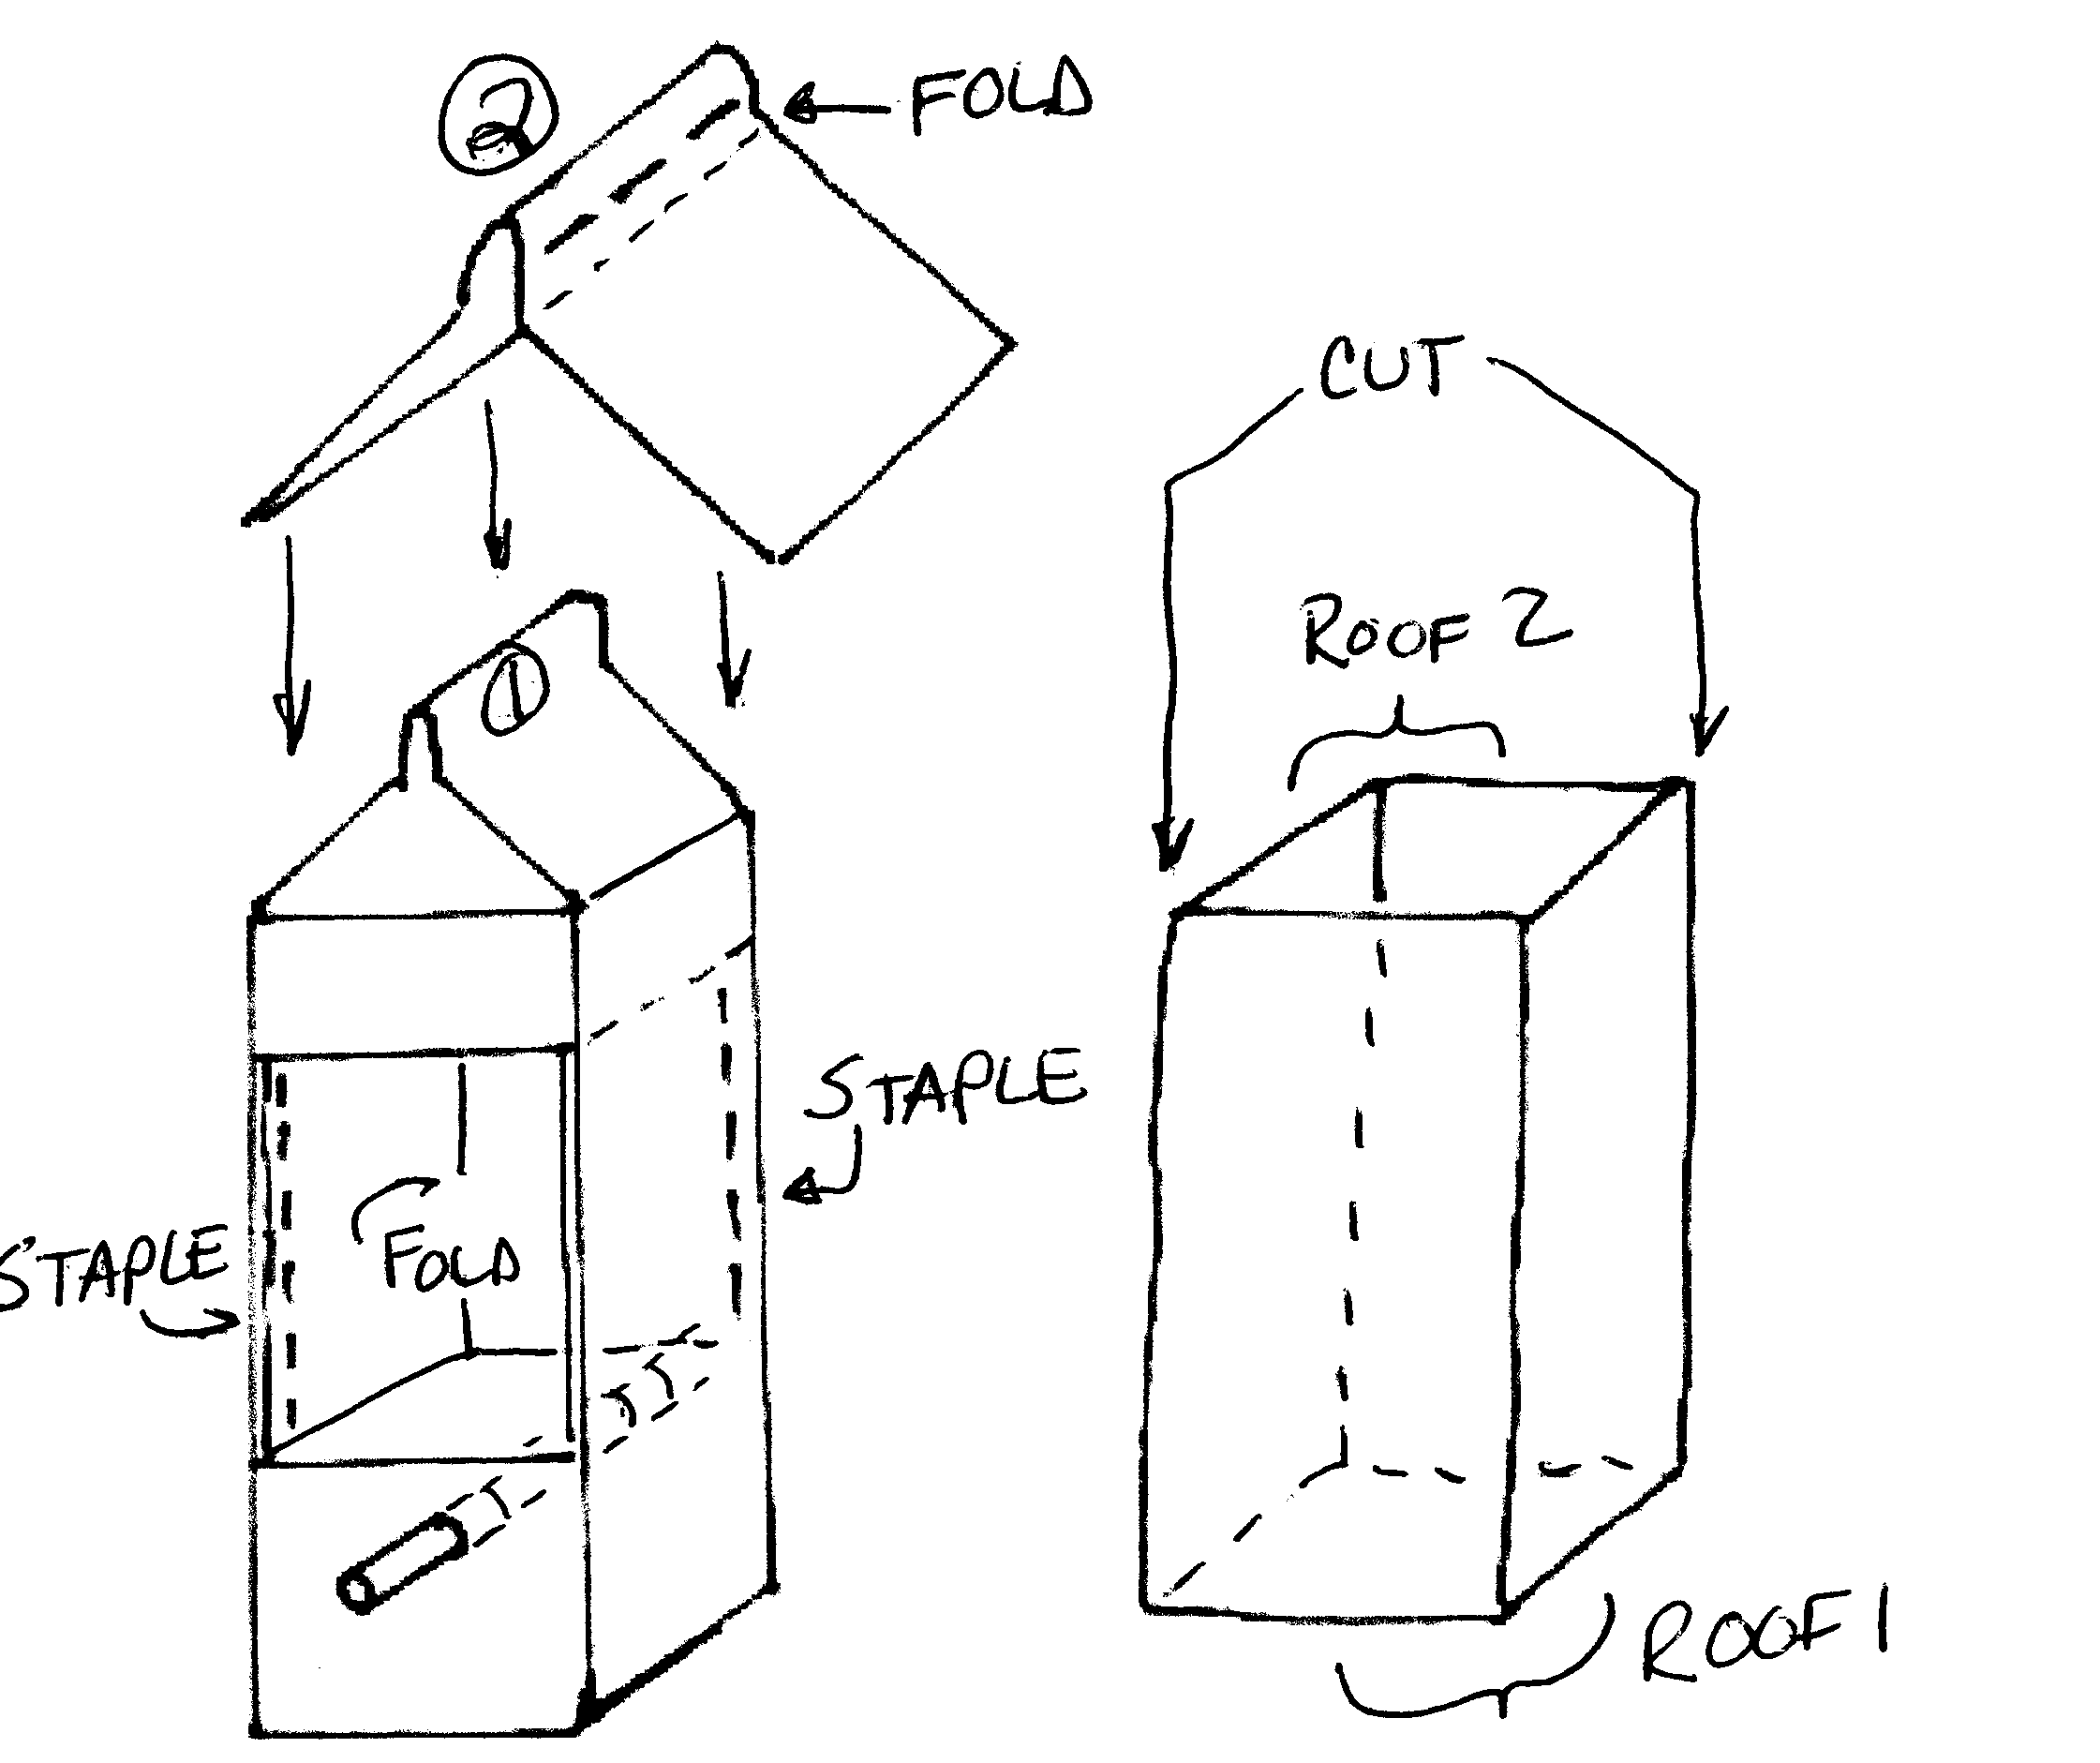 2
FOLD
CUT
ROOF 2
1
STAPLE
STAPLE
FOLD
ROOF 1